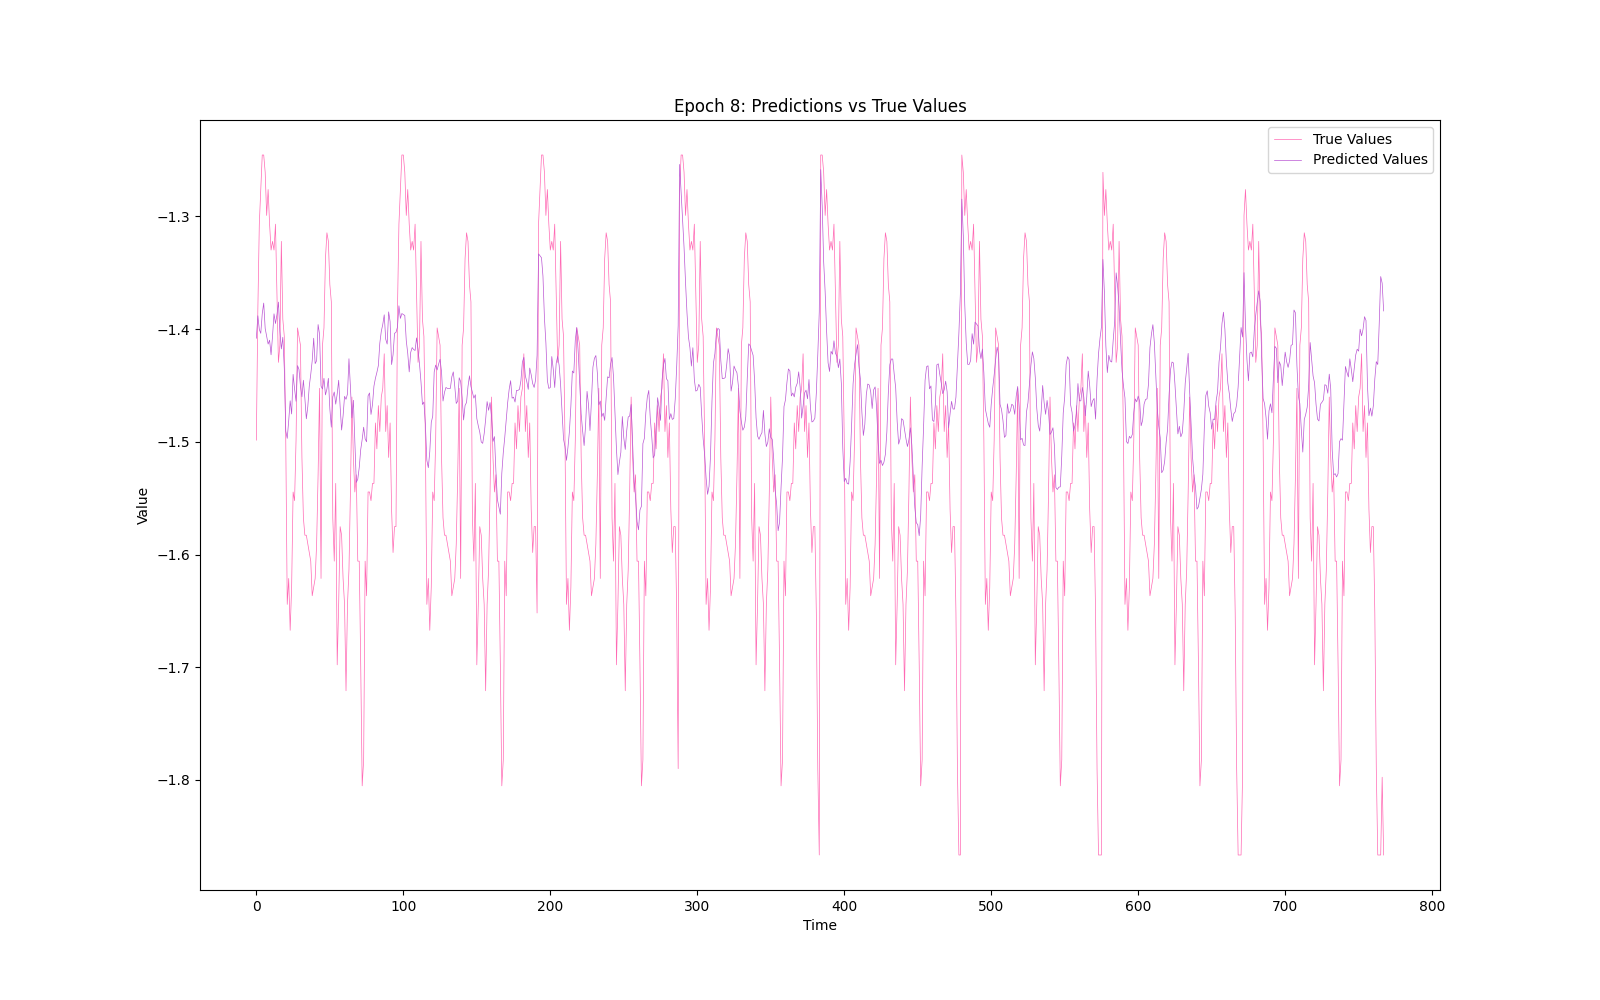 Epoch 8: Predictions vs True Values
True Values
Predicted Values
−1.3
−1.4
−1.5
−1.6
−1.7
−1.8
Value
0 100 200 300 400 500 600 700 800
Time